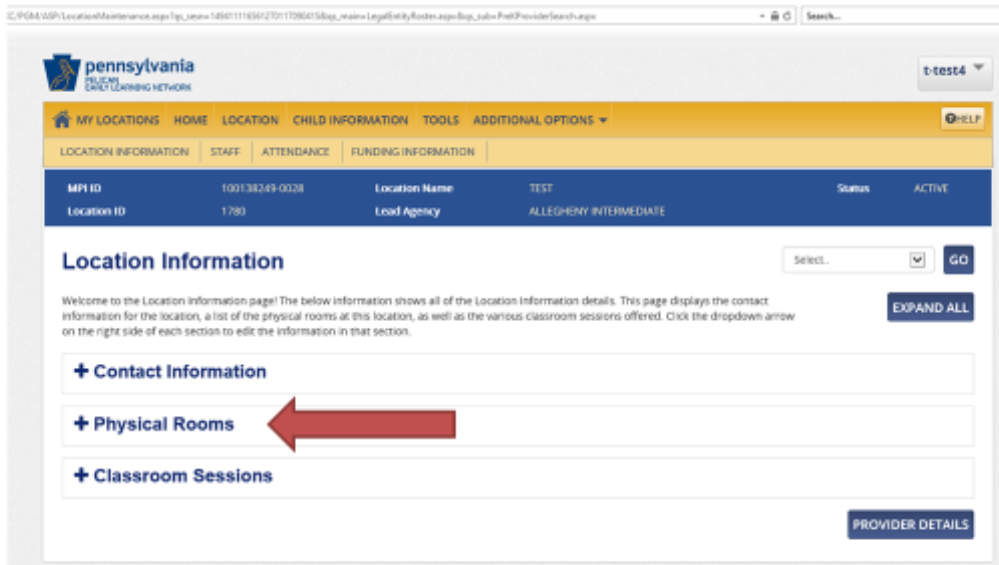 Search...
pennsylvania
PELICAN
EARLY LEARNING NETWORK
t-test4
MY LOCATIONS HOME LOCATION CHILD INFORMATION TOOLS ADDITIONAL OPTIONS
HELP
LOCATION INFORMATION STAFF ATTENDANCE FUNDING INFORMATION
MPI ID 100138249-0028 Location Name TEST Status ACTIVE
Location ID 1780 Lead Agency ALLEGHENY INTERMEDIATE
Location Information
Select..
GO
Welcome to the Location Information page! The below information shows all of the Location Information details. This page displays the contact
information for the location, a list of the physical rooms at this location, as well as the various classroom sessions offered. Click the dropdown arrow
on the right side of each section to edit the information in that section.
EXPAND ALL
+ Contact Information
+ Physical Rooms
+ Classroom Sessions
PROVIDER DETAILS